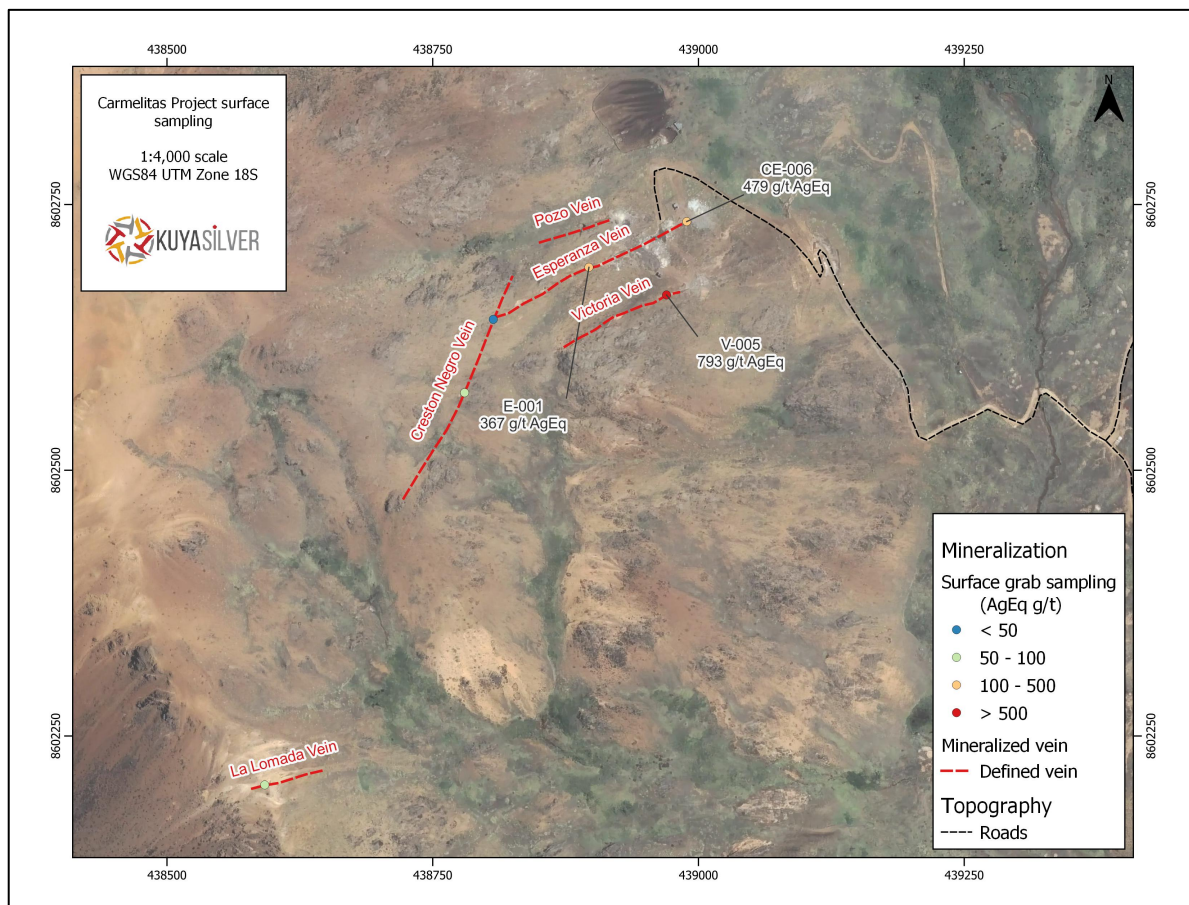 438500
438750
439000
439250
Carmelitas Project surface
sampling
1:4,000 scale
WGS84 UTM Zone 18S
KUYASILVER
N
CE-006
479 g/t AgEq
8602750
8602750
Pozo Vein
Esperanza Vein
Victoria Vein
Creston Negro Vein
V-005
793 g/t AgEq
E-001
367 g/t AgEq
8602500
8602500
Mineralization
Surface grab sampling
(AgEq g/t)
< 50
50 - 100
100 - 500
> 500
Mineralized vein
Defined vein
Topography
Roads
8602250
8602250
La Lomada Vein
438500
438750
439000
439250